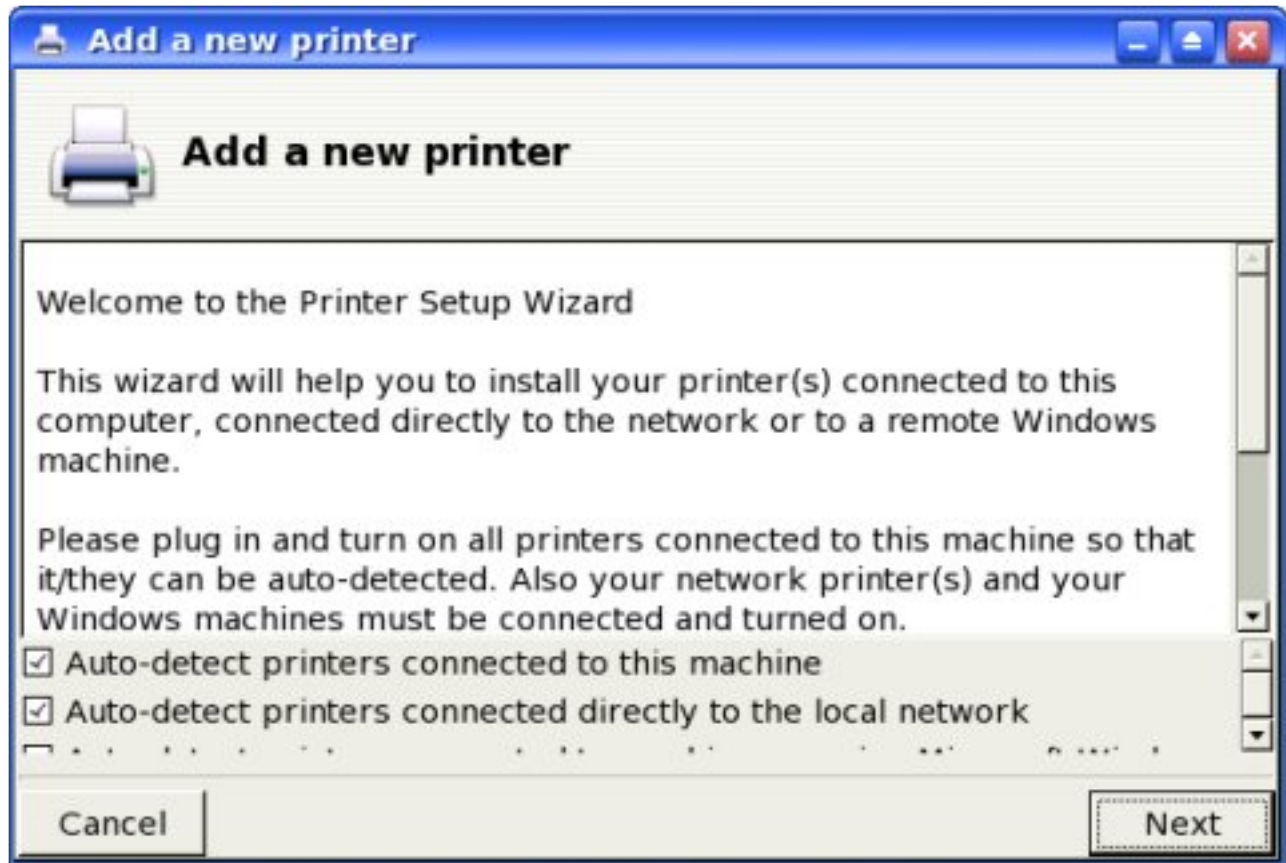 Add a new printer
Add a new printer
Welcome to the Printer Setup Wizard
This wizard will help you to install your printer(s) connected to this
computer, connected directly to the network or to a remote Windows
machine.
Please plug in and turn on all printers connected to this machine so that
it/they can be auto-detected. Also your network printer(s) and your
Windows machines must be connected and turned on.
Auto-detect printers connected to this machine
Auto-detect printers connected directly to the local network
Cancel
Next